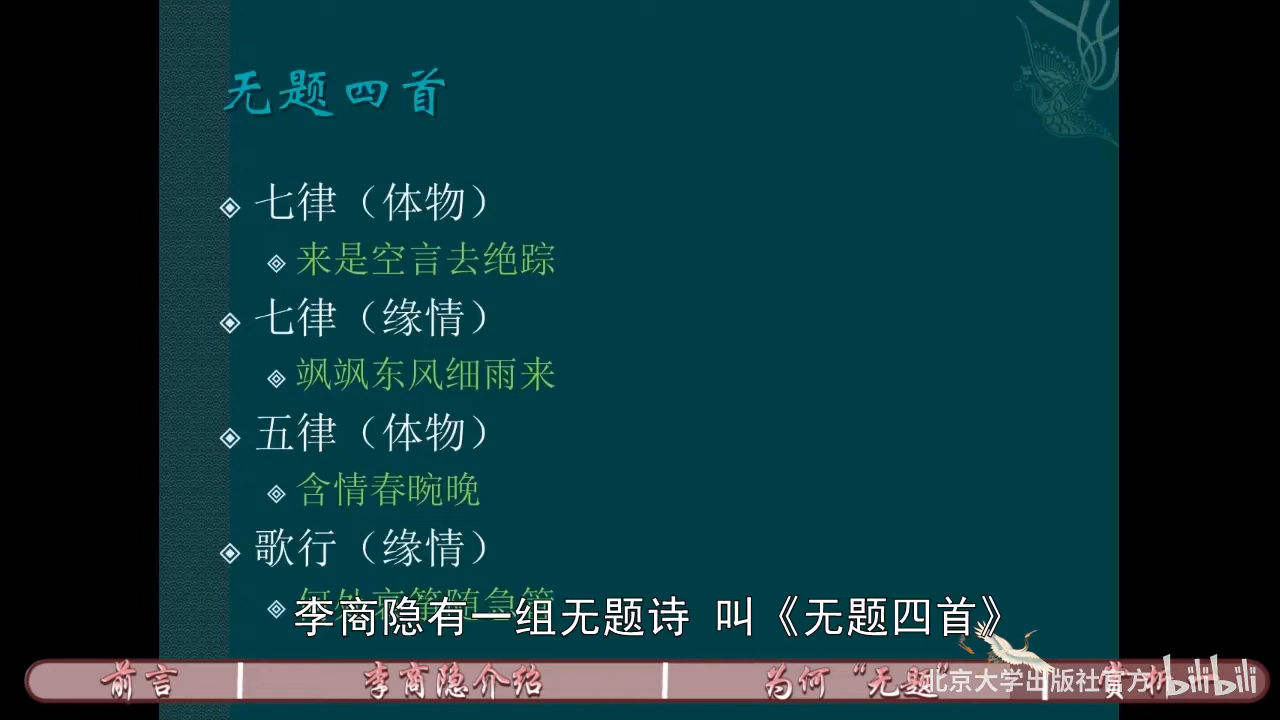 无题四首
七律（体物）
来是空言去绝踪
七律（缘情）
飒飒东风细雨来
五律（体物）
含情春晼晚
歌行（缘情）
李商隐有一组无题诗 叫《无题四首》
前言
李商隐介绍
为何“无题”
赏析
北京大学出版社官方
bilibili